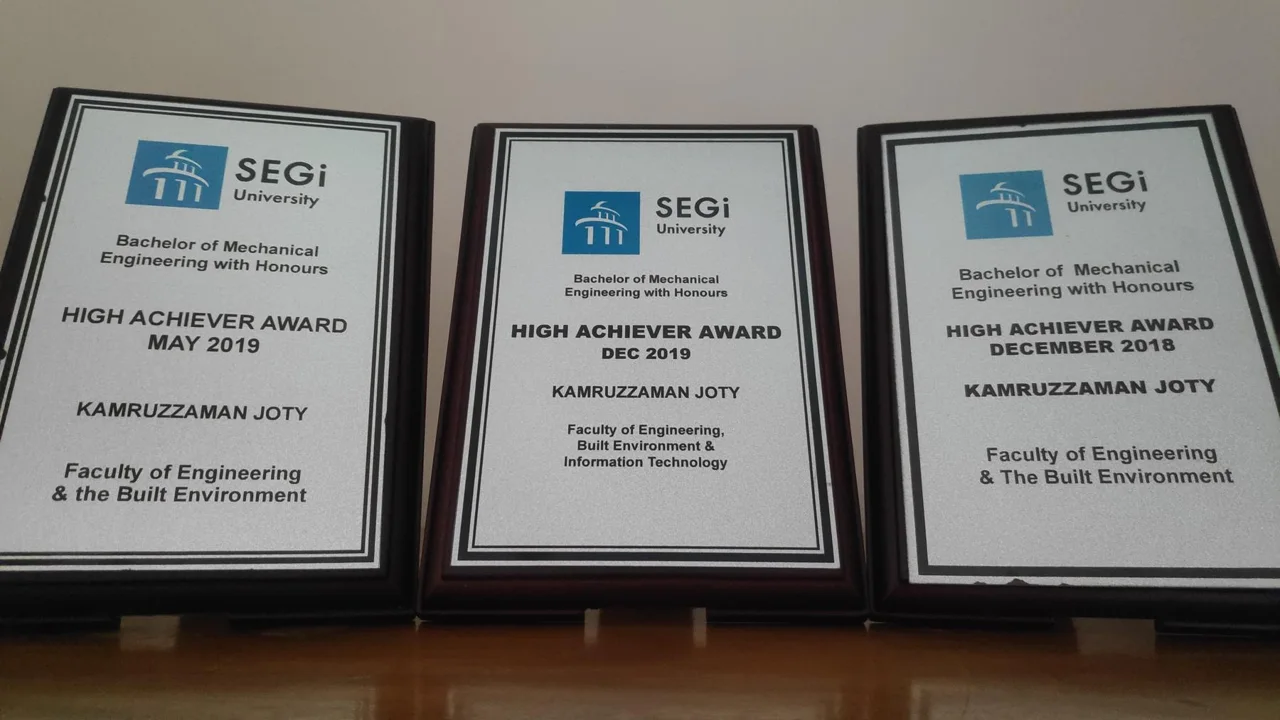 SEGi
University
Bachelor of Mechanical
Engineering with Honours
HIGH ACHIEVER AWARD
MAY 2019
KAMRUZZAMAN JOTY
Faculty of Engineering
& the Built Environment
SEGi
University
Bachelor of Mechanical
Engineering with Honours
HIGH ACHIEVER AWARD
DEC 2019
KAMRUZZAMAN JOTY
Faculty of Engineering,
Built Environment &
Information Technology
SEGi
University
Bachelor of Mechanical
Engineering with Honours
HIGH ACHIEVER AWARD
DECEMBER 2018
KAMRUZZAMAN JOTY
Faculty of Engineering
& The Built Environment